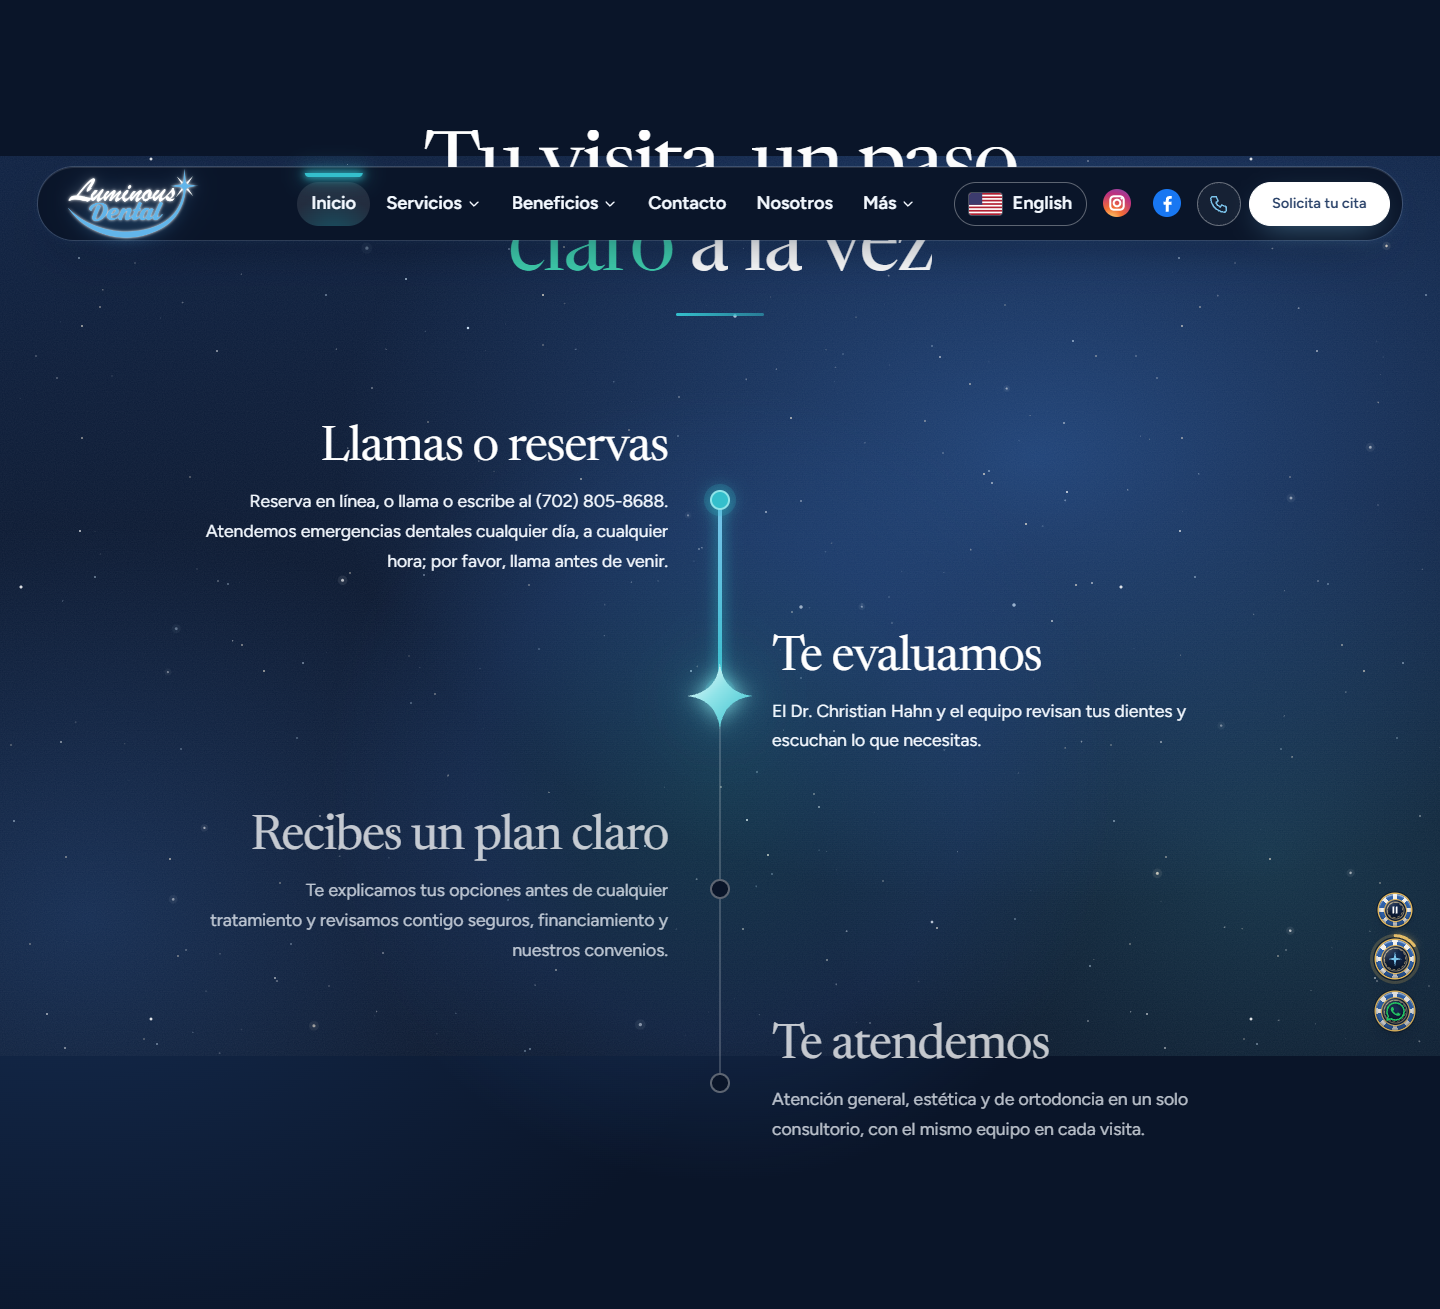 Tu visita, un paso
Luminous
Dental
Inicio
Servicios
Beneficios
Contacto
Nosotros
Más
English
Solicita tu cita
claro a la vez
Llamas o reservas
Reserva en línea, o llama o escribe al (702) 805-8688.
Atendemos emergencias dentales cualquier día, a cualquier
hora; por favor, llama antes de venir.
Te evaluamos
El Dr. Christian Hahn y el equipo revisan tus dientes y
escuchan lo que necesitas.
Recibes un plan claro
Te explicamos tus opciones antes de cualquier
tratamiento y revisamos contigo seguros, financiamiento y
nuestros convenios.
Te atendemos
Atención general, estética y de ortodoncia en un solo
consultorio, con el mismo equipo en cada visita.